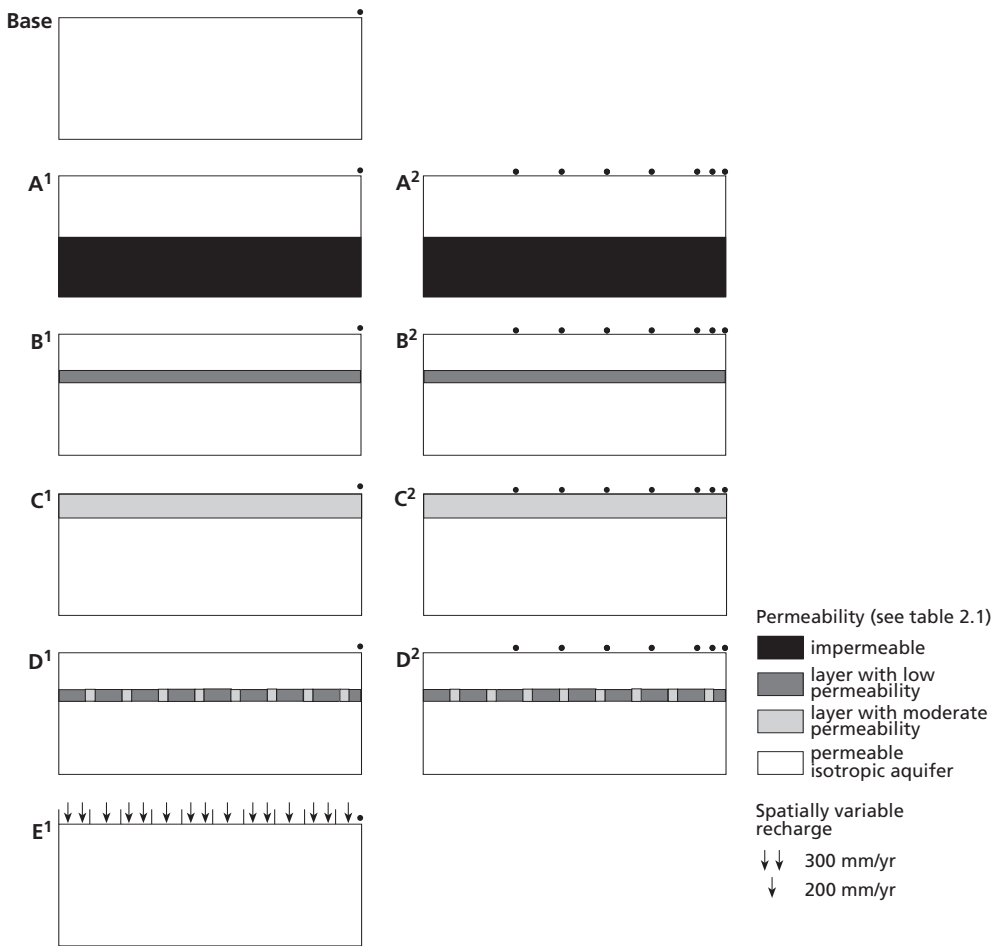 Base
A1
A2
B1
B2
C1
C2
D1
D2
E1
Permeability (see table 2.1)
impermeable
layer with low
permeability
layer with moderate
permeability
permeable
isotropic aquifer
Spatially variable
recharge
300 mm/yr
200 mm/yr